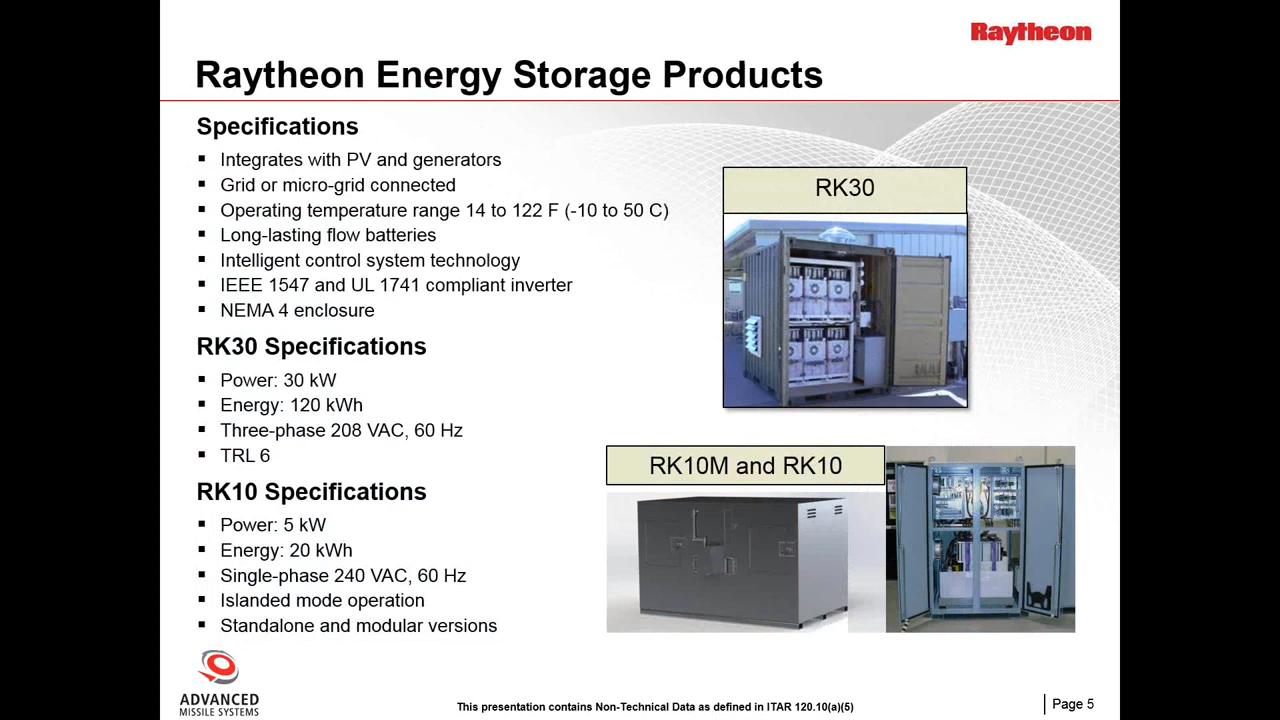 Raytheon
Raytheon Energy Storage Products
Specifications
Integrates with PV and generators
Grid or micro-grid connected
Operating temperature range 14 to 122 F (-10 to 50 C)
Long-lasting flow batteries
Intelligent control system technology
IEEE 1547 and UL 1741 compliant inverter
NEMA 4 enclosure
RK30 Specifications
Power: 30 kW
Energy: 120 kWh
Three-phase 208 VAC, 60 Hz
TRL 6
RK10 Specifications
Power: 5 kW
Energy: 20 kWh
Single-phase 240 VAC, 60 Hz
Islanded mode operation
Standalone and modular versions
RK30
RK10M and RK10
ADVANCED
MISSILE SYSTEMS
This presentation contains Non-Technical Data as defined in ITAR 120.10(a)(5)
Page 5